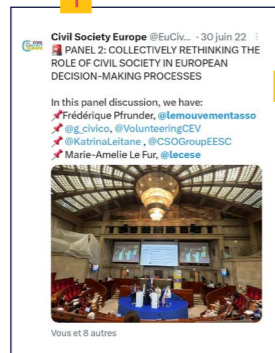 Civil Society Europe @EuCiv... · 30 juin 22
🚨 PANEL 2: COLLECTIVELY RETHINKING THE
ROLE OF CIVIL SOCIETY IN EUROPEAN
DECISION-MAKING PROCESSES
In this panel discussion, we have:
📌Frédérique Pfrunder, @lemouvementasso
📌@g_civico, @VolunteeringCEV
📌@KatrinaLeitane , @CSOGroupEESC
📌Marie-Amelie Le Fur, @lecese
Vous et 8 autres